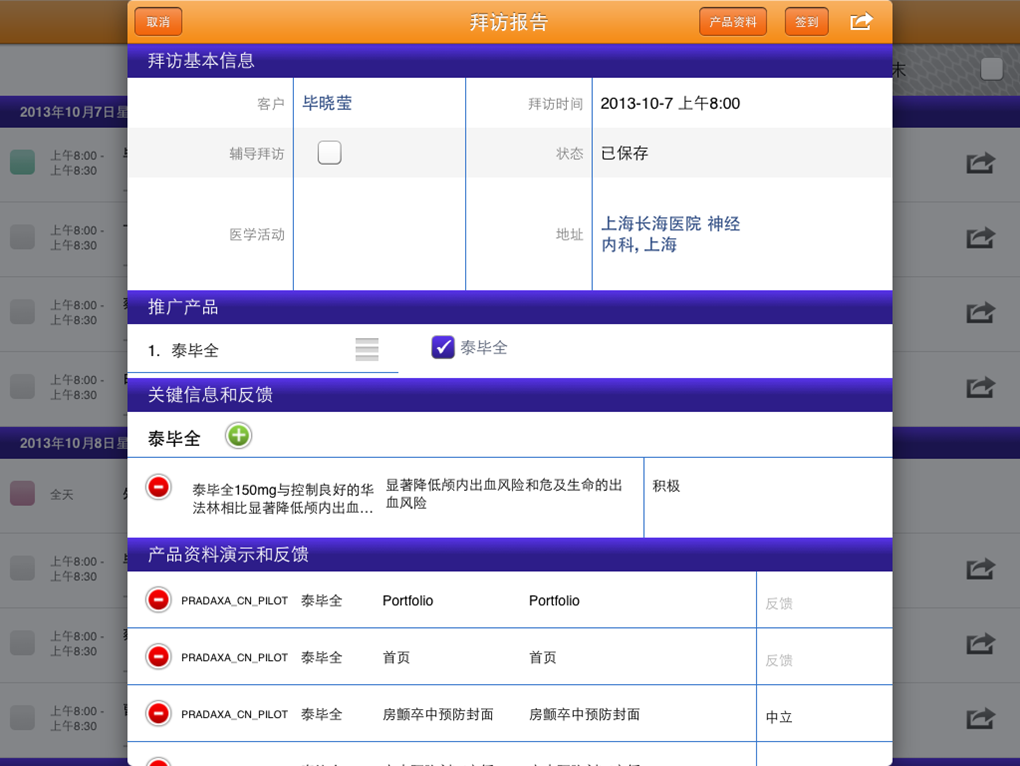 取消
拜访报告
产品资料
签到
拜访基本信息
末
客户
毕晓莹
拜访时间
2013-10-7 上午8:00
2013年10月7日星
辅导拜访
状态
已保存
上午8:00 -
上午8:30
医学活动
地址
上海长海医院 神经
内科, 上海
上午8:00 -
上午8:30
推广产品
上午8:00 -
上午8:30
1. 泰毕全
泰毕全
上午8:00 -
上午8:30
关键信息和反馈
2013年10月8日星
泰毕全
全天
泰毕全150mg与控制良好的华
法林相比显著降低颅内出血...
显著降低颅内出血风险和危及生命的出
血风险
积极
产品资料演示和反馈
上午8:00 -
上午8:30
PRADAXA_CN_PILOT 泰毕全 Portfolio Portfolio 反馈
上午8:00 -
上午8:30
PRADAXA_CN_PILOT 泰毕全 首页 首页 反馈
上午8:00 -
上午8:30
PRADAXA_CN_PILOT 泰毕全 房颤卒中预防封面 房颤卒中预防封面 中立